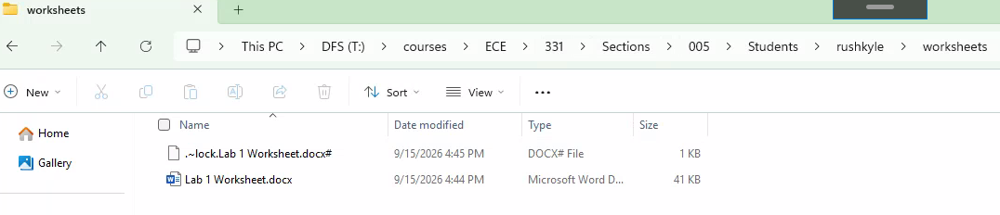 worksheets
This PC > DFS (T:) > courses > ECE > 331 > Sections > 005 > Students > rushkyle > worksheets
New Sort View ...
Name Date modified Type Size
Home
Gallery
.~lock.Lab 1 Worksheet.docx# 9/15/2026 4:45 PM DOCX# File 1 KB
Lab 1 Worksheet.docx 9/15/2026 4:44 PM Microsoft Word D... 41 KB